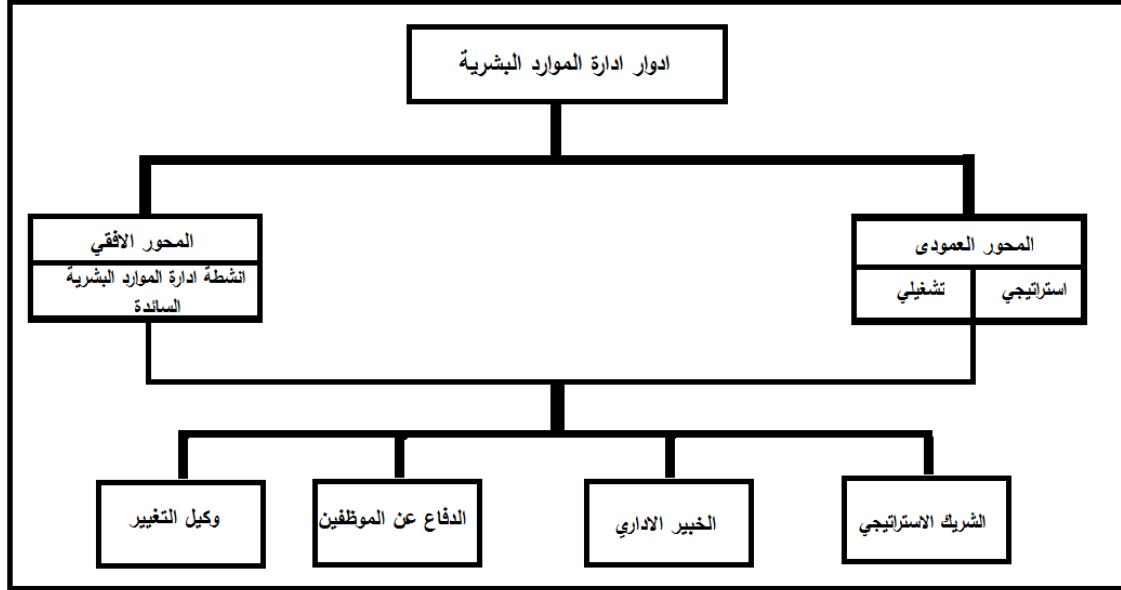 ادوار ادارة الموارد البشرية
المحور العمودى
استراتيجي
تشغيلي
المحور الافقي
انشطة ادارة الموارد البشرية
السائدة
الشريك الاستراتيجي
الخبير الاداري
الدفاع عن الموظفين
وكيل التغيير